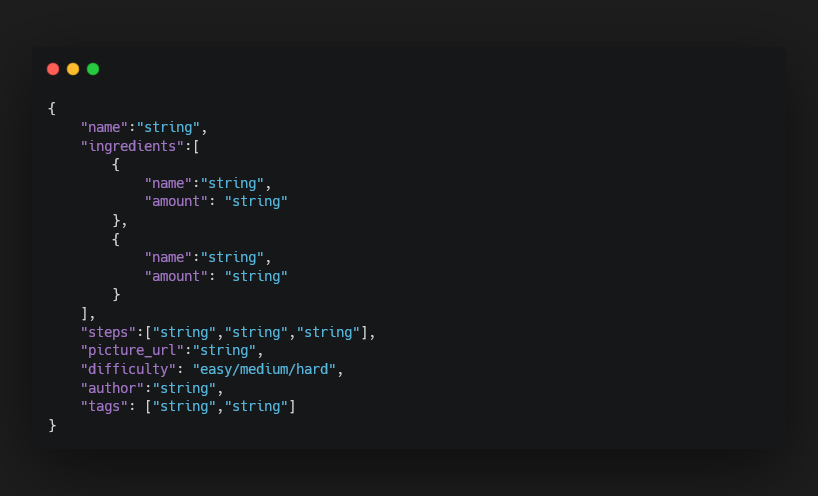 {
    "name":"string",
    "ingredients":[
        {
            "name":"string",
            "amount": "string"
        },
        {
            "name":"string",
            "amount": "string"
        }
    ],
    "steps":["string","string","string"],
    "picture_url":"string",
    "difficulty": "easy/medium/hard",
    "author":"string",
    "tags": ["string","string"]
}